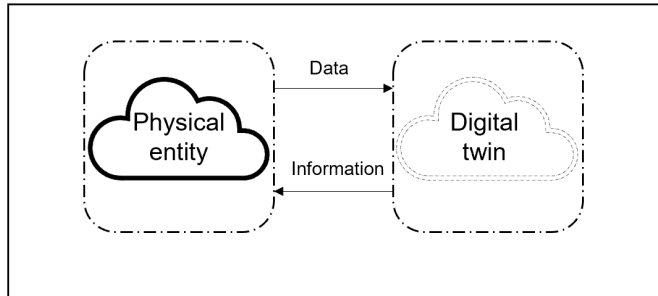 Data
Physical
entity
Digital
twin
Information